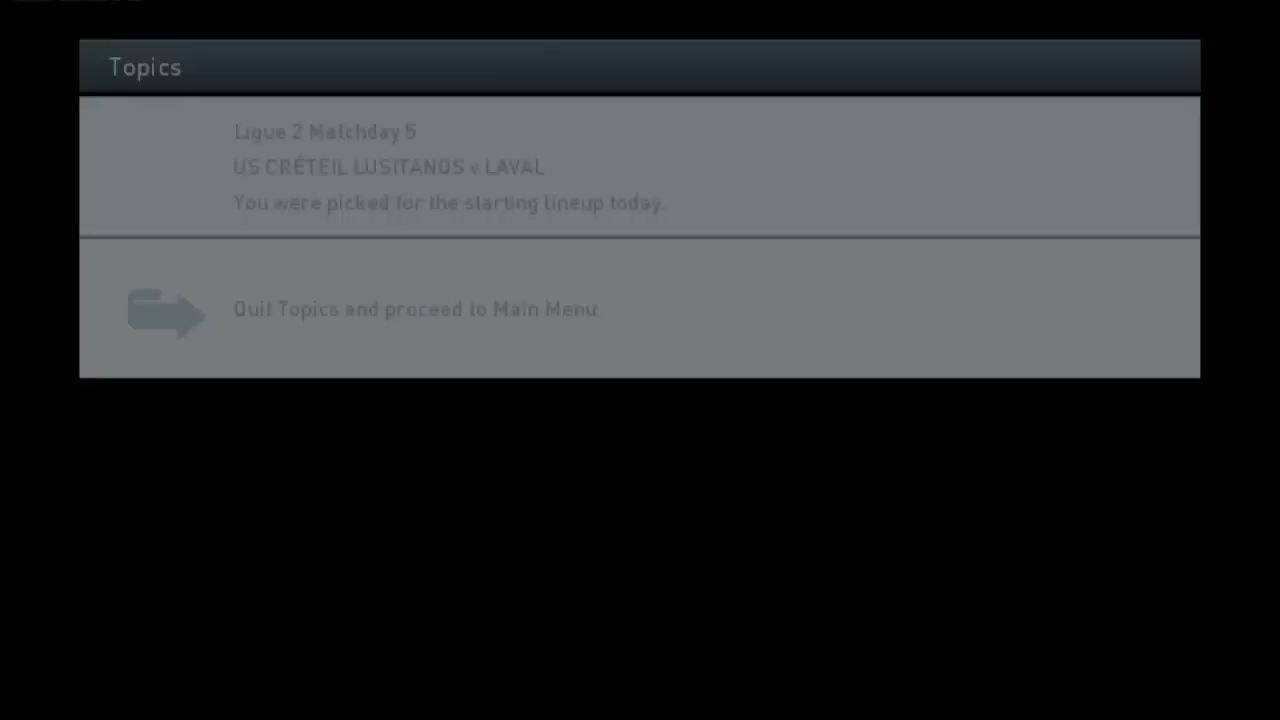 Topics
Ligue 2 Matchday 5
US CRÉTEIL LUSITANOS v LAVAL
You were picked for the starting lineup today.
Quit Topics and proceed to Main Menu